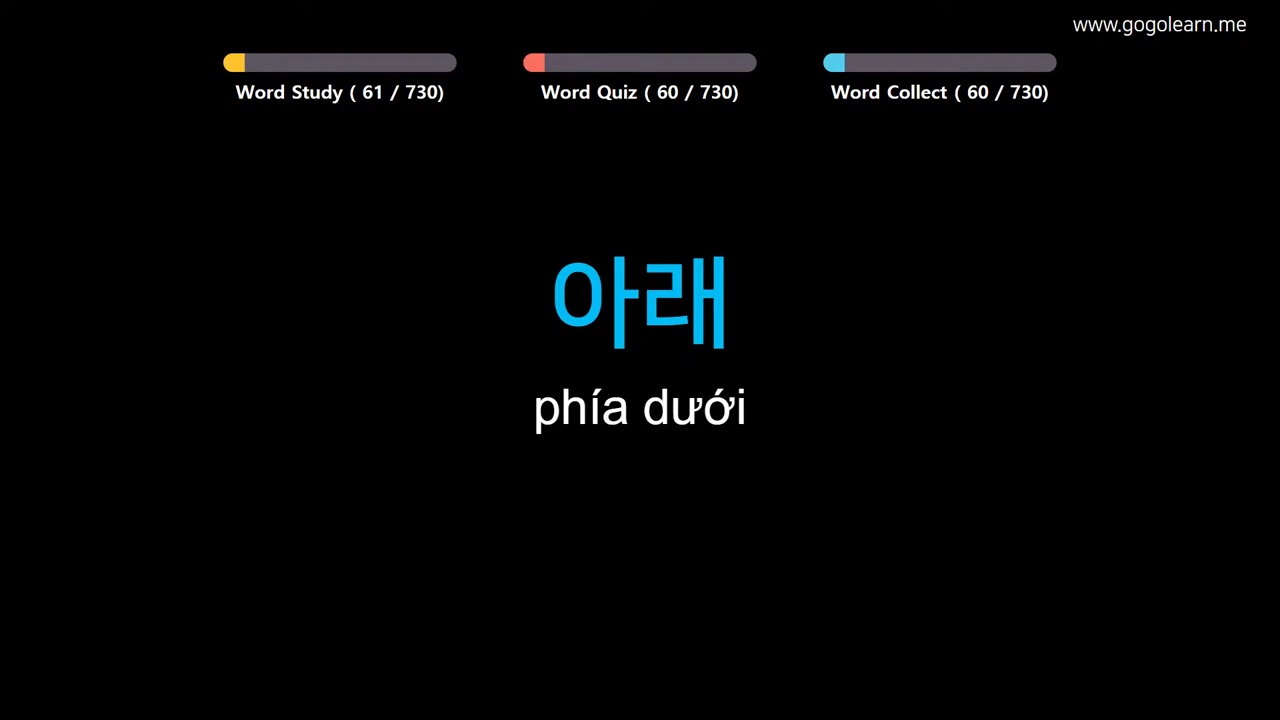 www.gogolearn.me
Word Study ( 61 / 730)
Word Quiz ( 60 / 730)
Word Collect ( 60 / 730)
아래
phía dưới